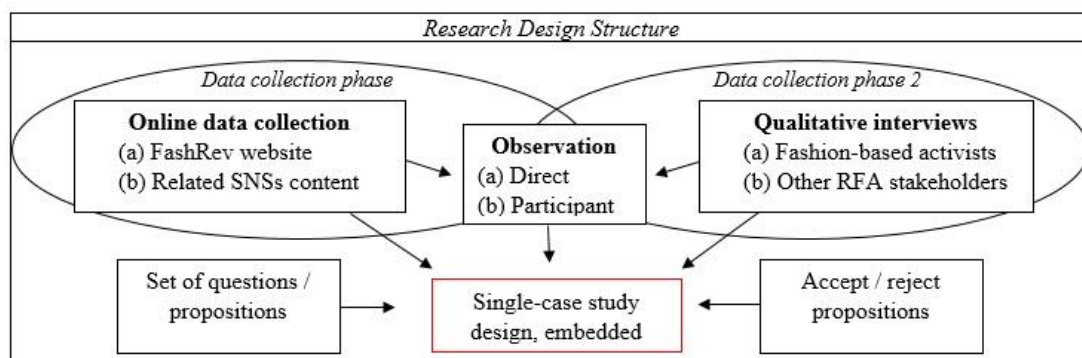 Research Design Structure
Data collection phase
Data collection phase 2
Online data collection
(a) FashRev website
(b) Related SNSs content
Observation
(a) Direct
(b) Participant
Qualitative interviews
(a) Fashion-based activists
(b) Other RFA stakeholders
Set of questions /
propositions
Single-case study
design, embedded
Accept / reject
propositions